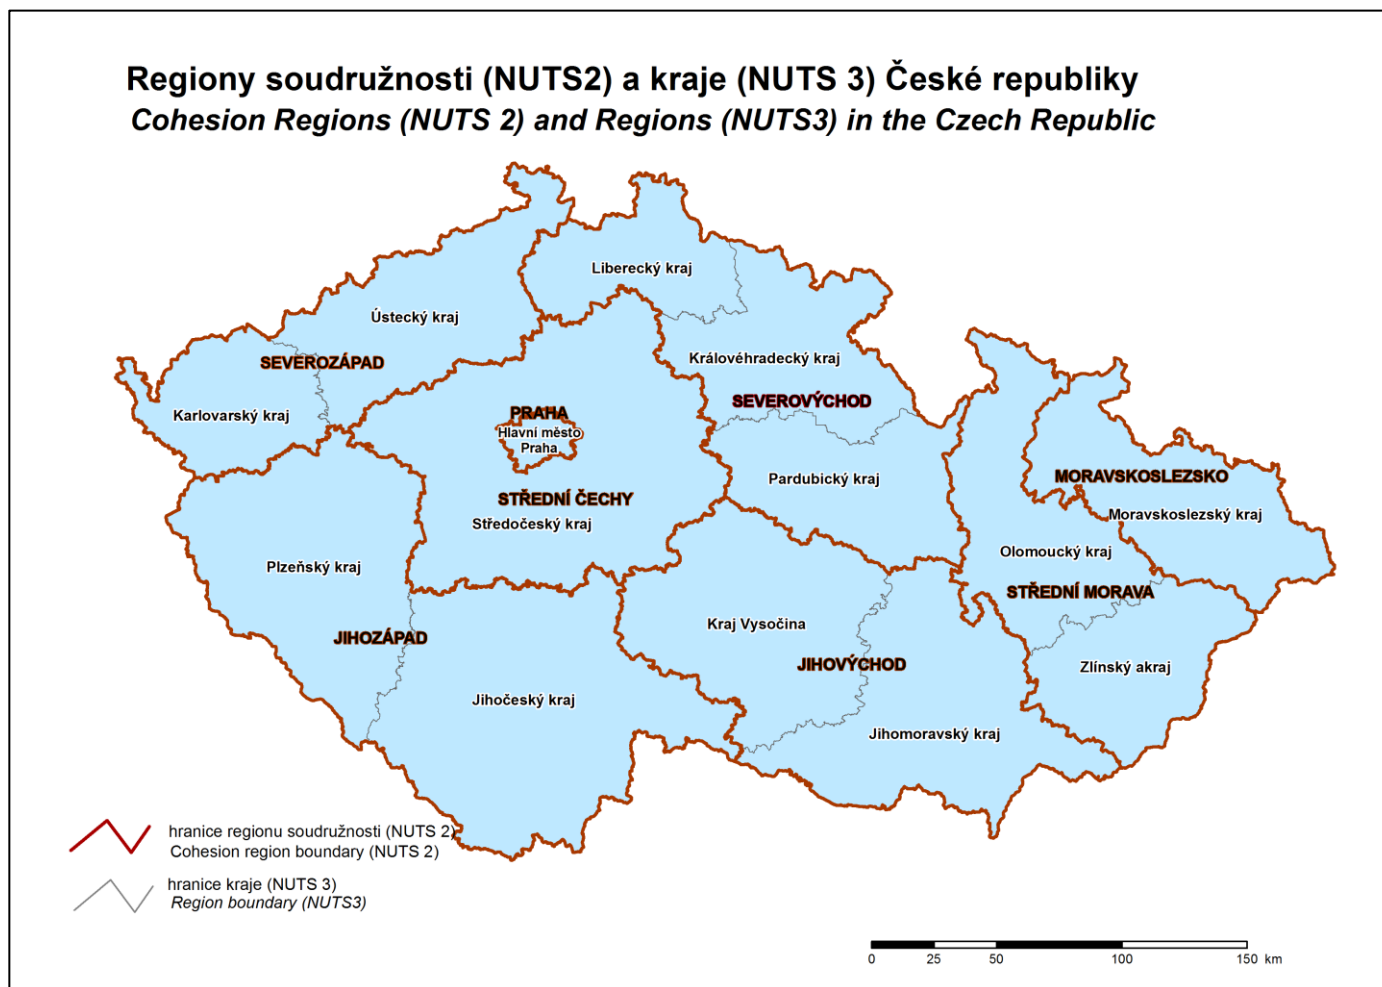 Regiony soudružnosti (NUTS2) a kraje (NUTS 3) České republiky
Cohesion Regions (NUTS 2) and Regions (NUTS3) in the Czech Republic
Liberecký kraj
Ústecký kraj
SEVEROZÁPAD
Královéhradecký kraj
Karlovarský kraj
SEVEROVÝCHOD
PRAHA
Hlavní město
Praha
Pardubický kraj
MORAVSKOSLEZSKO
STŘEDNÍ ČECHY
Středočeský kraj
Moravskoslezský kraj
Olomoucký kraj
Plzeňský kraj
STŘEDNÍ MORAVA
Kraj Vysočina
JIHOZÁPAD
JIHOVÝCHOD
Zlínský akraj
Jihočeský kraj
Jihomoravský kraj
hranice regionu soudružnosti (NUTS 2)
Cohesion region boundary (NUTS 2)
hranice kraje (NUTS 3)
Region boundary (NUTS3)
0 25 50 100 150 km